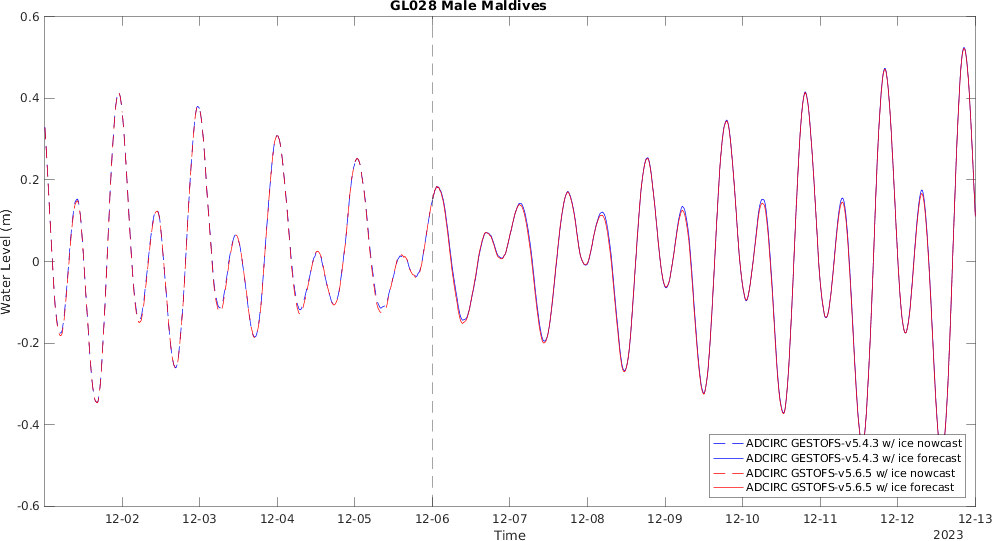 GL028 Male Maldives
0.6
0.4
0.2
0
-0.2
-0.4
-0.6
Water Level (m)
ADCIRC GESTOFS-v5.4.3 w/ ice nowcast
ADCIRC GESTOFS-v5.4.3 w/ ice forecast
ADCIRC GSTOFS-v5.6.5 w/ ice nowcast
ADCIRC GSTOFS-v5.6.5 w/ ice forecast
12-02 12-03 12-04 12-05 12-06 12-07 12-08 12-09 12-10 12-11 12-12 12-13
Time
2023